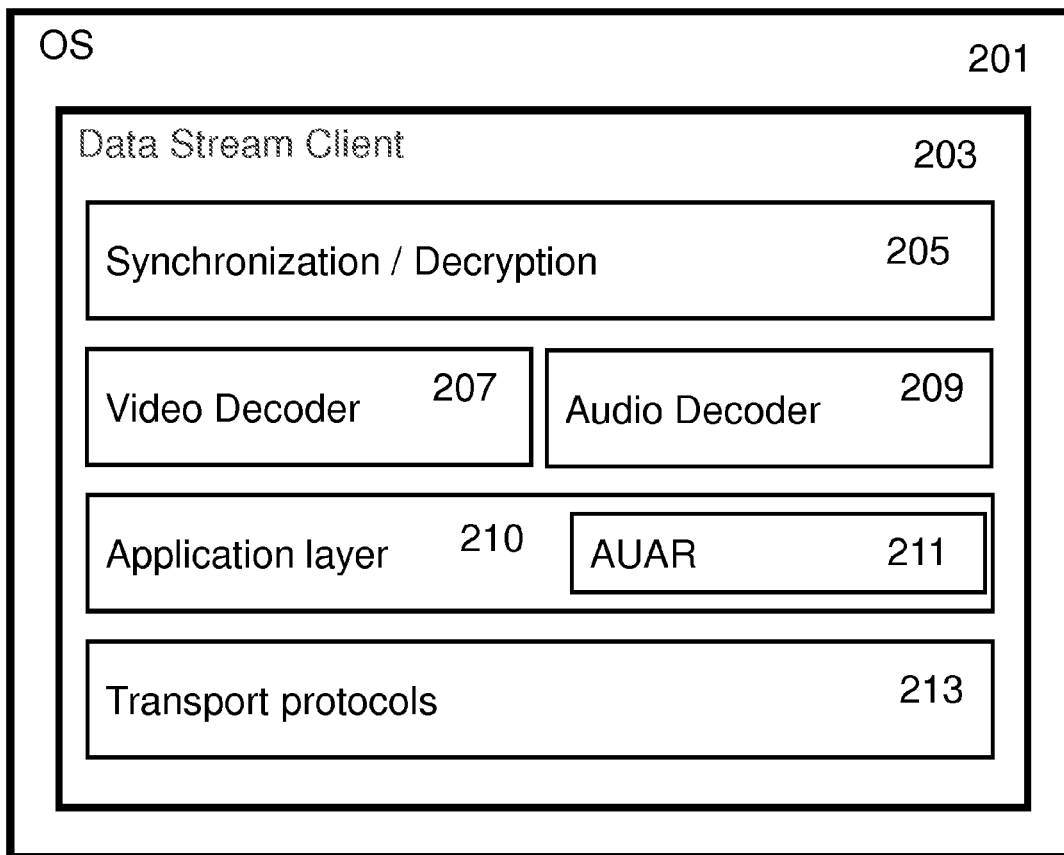 OS 201
Data Stream Client 203
Synchronization / Decryption 205
Video Decoder 207 Audio Decoder 209
Application layer 210 AUAR 211
Transport protocols 213